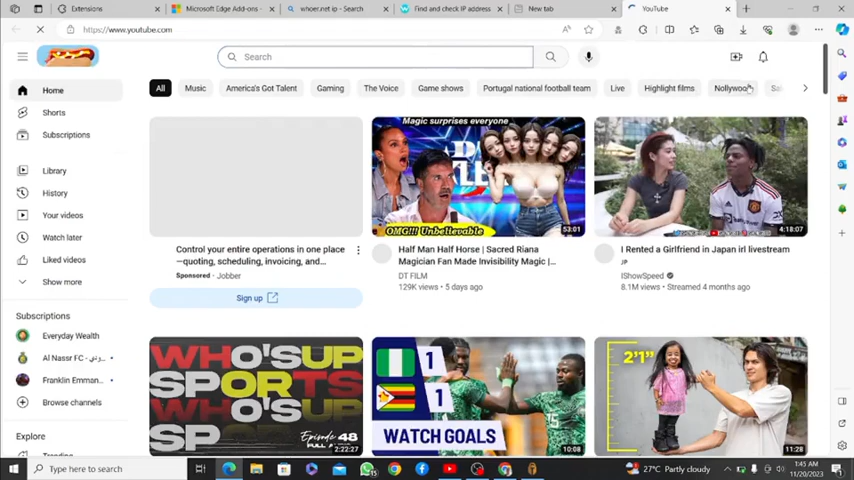 Extensions
Microsoft Edge Add-ons -
whoer.net ip - Search
Find and check IP address
New tab
YouTube
https://www.youtube.com
Search
All
Music
America's Got Talent
Gaming
The Voice
Game shows
Portugal national football team
Live
Highlight films
Nollywood
Home
Shorts
Subscriptions
Library
History
Your videos
Watch later
Liked videos
Show more
Subscriptions
Everyday Wealth
Al Nassr FC - نادي
Franklin Emman...
Browse channels
Explore
Control your entire operations in one place
—quoting, scheduling, invoicing, and...
Sponsored · Jobber
Sign up
Magic surprises everyone
OMG!!! Unbelievable
53:01
Half Man Half Horse | Sacred Riana
Magician Fan Made Invisibility Magic |...
DT FILM
129K views • 5 days ago
4:18:07
I Rented a Girlfriend in Japan irl livestream
JP
IShowSpeed
8.1M views • Streamed 4 months ago
WHO'SUP
SPORTS
WHO'SUP
SP
Episode 48
2:22:27
1
1
WATCH GOALS
10:08
2'1"
11:28
Type here to search
15
27°C Partly cloudy
1:45 AM
11/20/2023